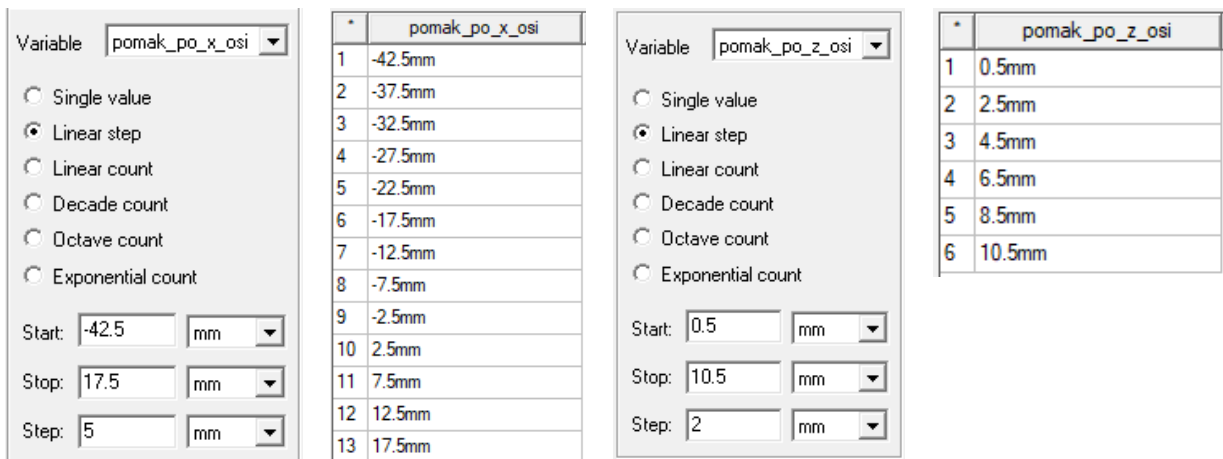 Variable pomak_po_x_osi
Single value
Linear step
Linear count
Decade count
Octave count
Exponential count
Start: -42.5 mm
Stop: 17.5 mm
Step: 5 mm
* pomak_po_x_osi
1 -42.5mm
2 -37.5mm
3 -32.5mm
4 -27.5mm
5 -22.5mm
6 -17.5mm
7 -12.5mm
8 -7.5mm
9 -2.5mm
10 2.5mm
11 7.5mm
12 12.5mm
13 17.5mm
Variable pomak_po_z_osi
Single value
Linear step
Linear count
Decade count
Octave count
Exponential count
Start: 0.5 mm
Stop: 10.5 mm
Step: 2 mm
* pomak_po_z_osi
1 0.5mm
2 2.5mm
3 4.5mm
4 6.5mm
5 8.5mm
6 10.5mm